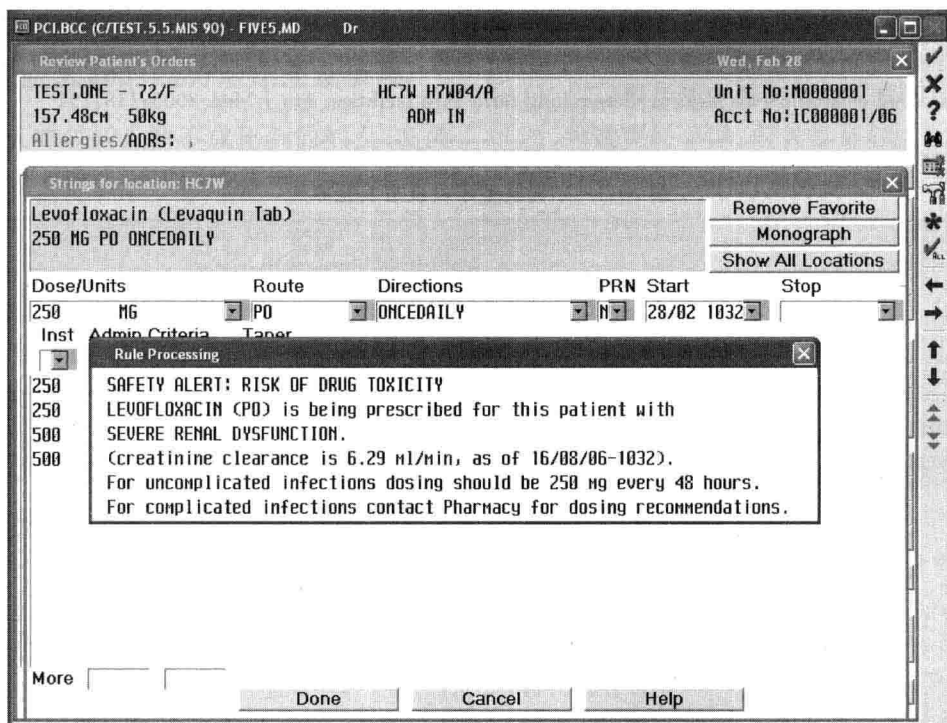 PCI.BCC (C/TEST.5.5.MIS 90) - FIVE5,MD Dr
Review Patient's Orders Wed, Feb 28
TEST,ONE - 72/F HC7W H7W04/A Unit No:M0000001
157.48cm 50kg ADM IN Acct No:IC000001/06
Allergies/ADRs:
Strings for location: HC7W
Levofloxacin (Levaquin Tab) Remove Favorite
250 MG PO ONCEDAILY Monograph
Show All Locations
Dose/Units Route Directions PRN Start Stop
250 MG PO ONCEDAILY N 28/02 1032
Inst Admin Criteria Taper
Rule Processing
250 SAFETY ALERT: RISK OF DRUG TOXICITY
250 LEVOFLOXACIN (PO) is being prescribed for this patient with
500 SEVERE RENAL DYSFUNCTION.
500 (creatinine clearance is 6.29 ml/min, as of 16/08/06-1032).
For uncomplicated infections dosing should be 250 mg every 48 hours.
For complicated infections contact Pharmacy for dosing recommendations.
More
Done Cancel Help
ALL